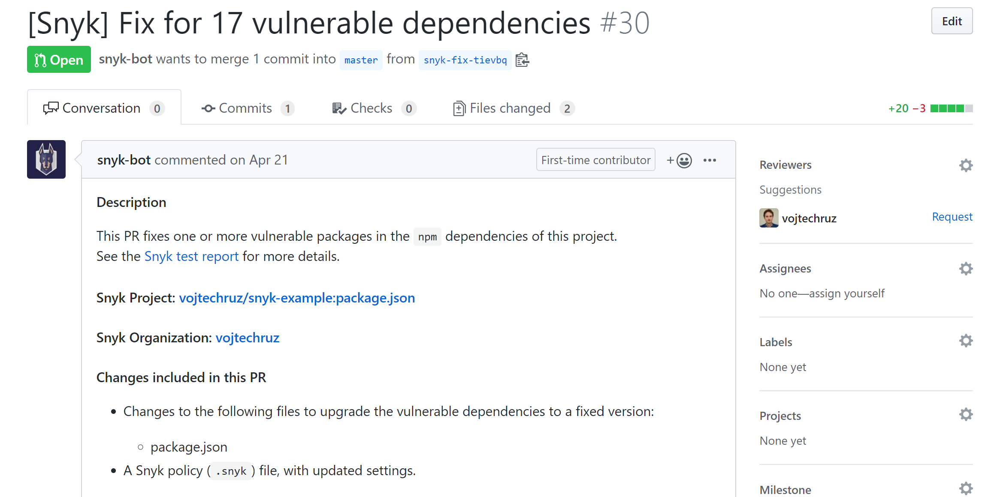 [Snyk] Fix for 17 vulnerable dependencies #30
Edit
Open
snyk-bot wants to merge 1 commit into master from snyk-fix-tievbq
Conversation 0
Commits 1
Checks 0
Files changed 2
+20 −3
snyk-bot commented on Apr 21
First-time contributor
+
Description
This PR fixes one or more vulnerable packages in the npm dependencies of this project.
See the Snyk test report for more details.
Snyk Project: vojtechruz/snyk-example:package.json
Snyk Organization: vojtechruz
Changes included in this PR
• Changes to the following files to upgrade the vulnerable dependencies to a fixed version:
◦ package.json
• A Snyk policy (.snyk) file, with updated settings.
Reviewers
Suggestions
vojtechruz
Request
Assignees
No one—assign yourself
Labels
None yet
Projects
None yet
Milestone